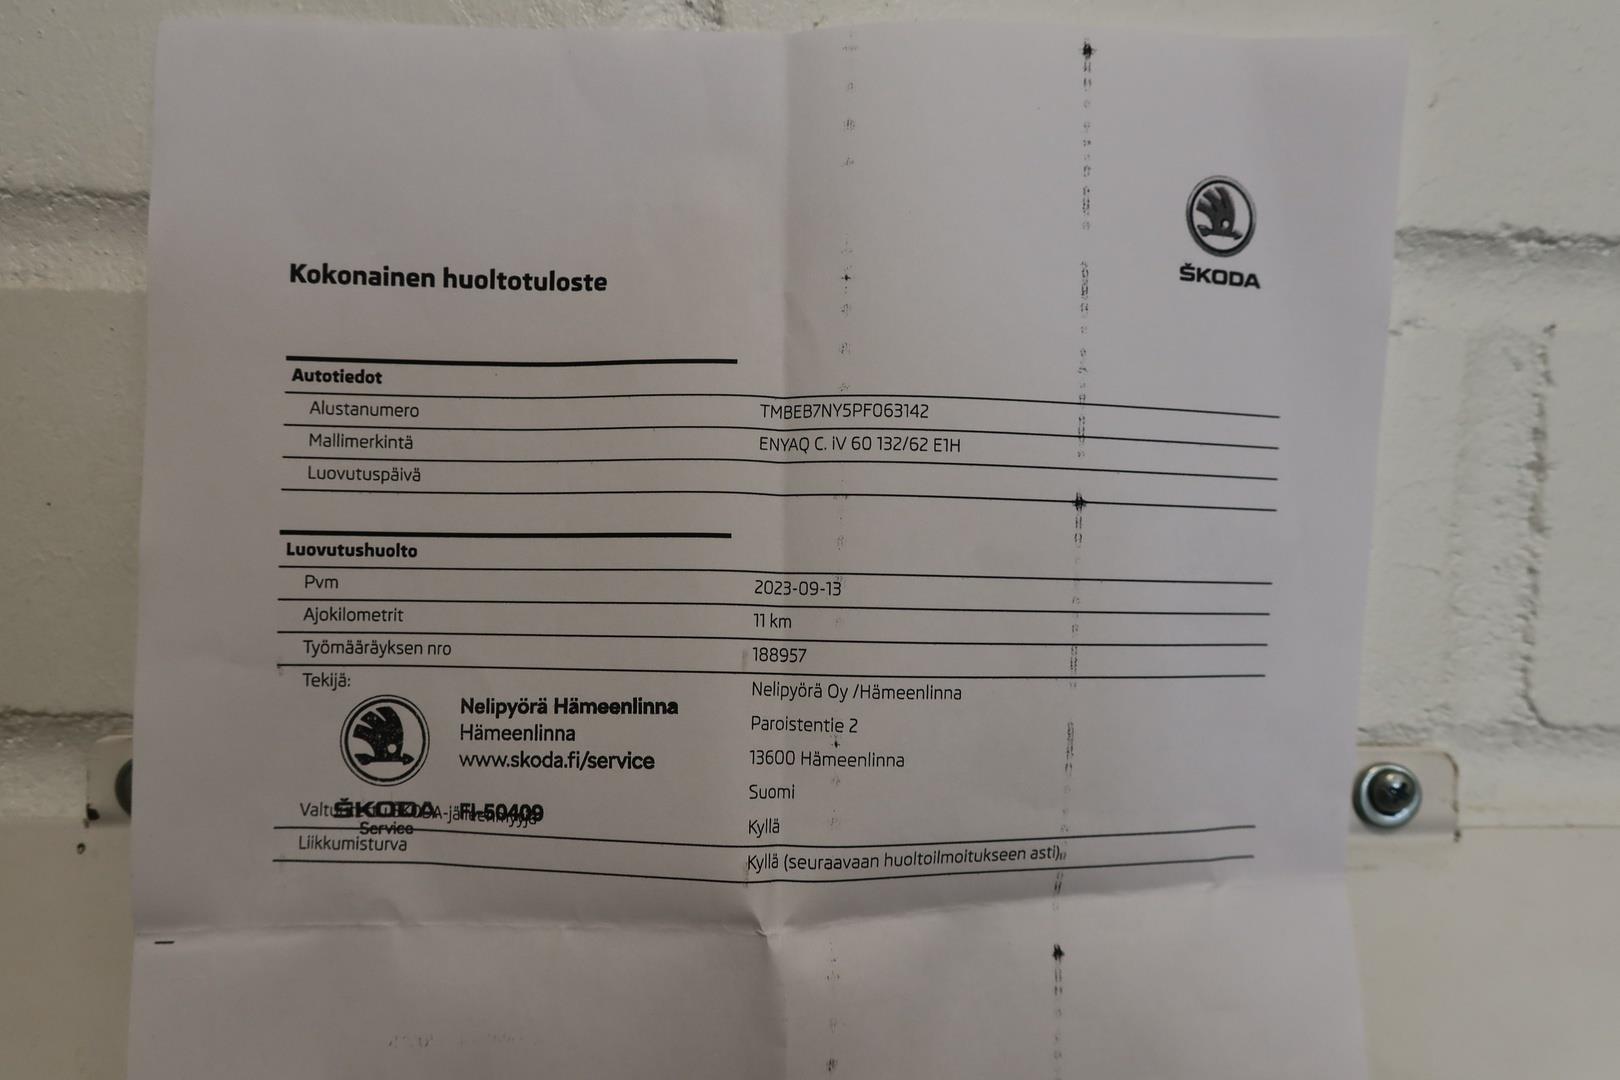 ŠKODA
Kokonainen huoltotuloste
Autotiedot
Alustanumero TMBEB7NY5PF063142
Mallimerkintä ENYAQ C. iV 60 132/62 E1H
Luovutuspäivä
Luovutushuolto
Pvm 2023-09-13
Ajokilometrit 11 km
Työmääräyksen nro 188957
Tekijä: Nelipyörä Oy /Hämeenlinna
Nelipyörä Hämeenlinna
Hämeenlinna
www.skoda.fi/service
Paroistentie 2
13600 Hämeenlinna
Suomi
ŠKODA FI-50409
Service
Kyllä
Liikkumisturva Kyllä (seuraavaan huoltoilmoitukseen asti)